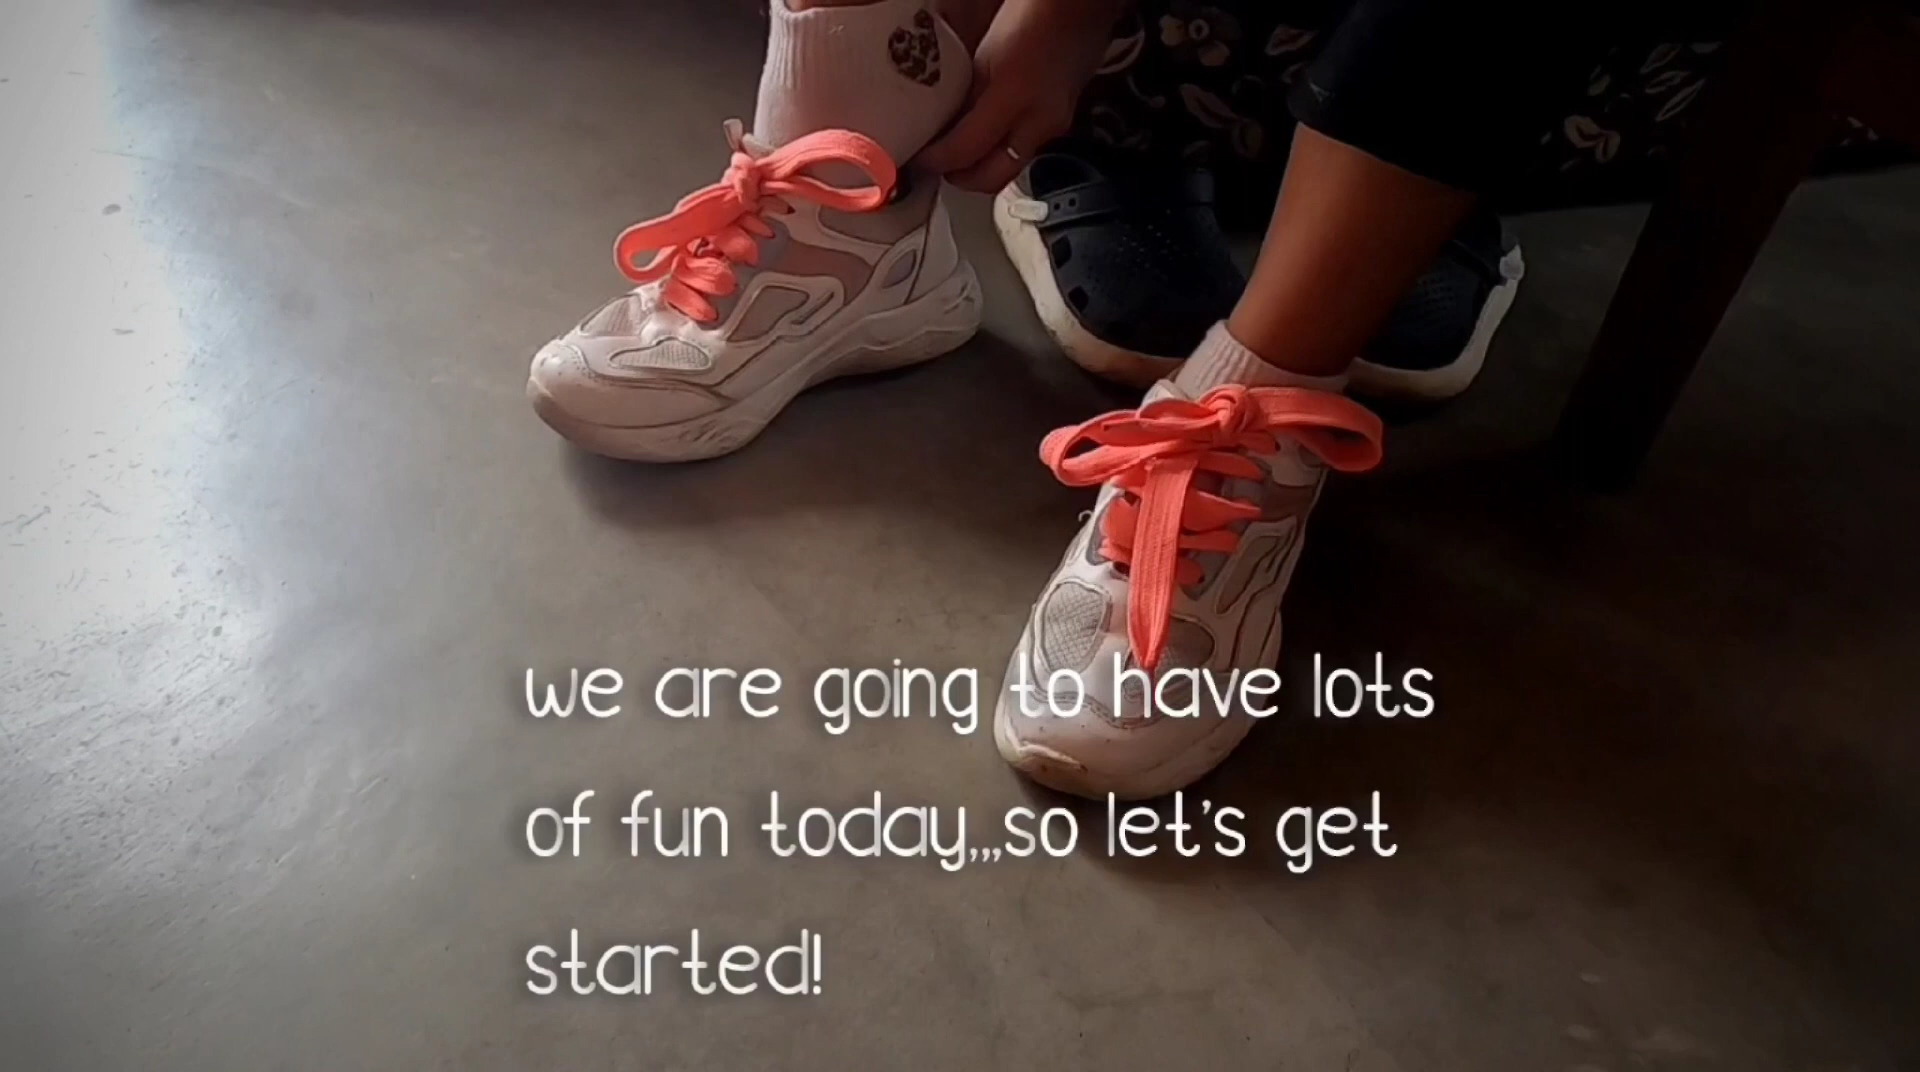 we are going to have lots
of fun today,,,so let's get
started!